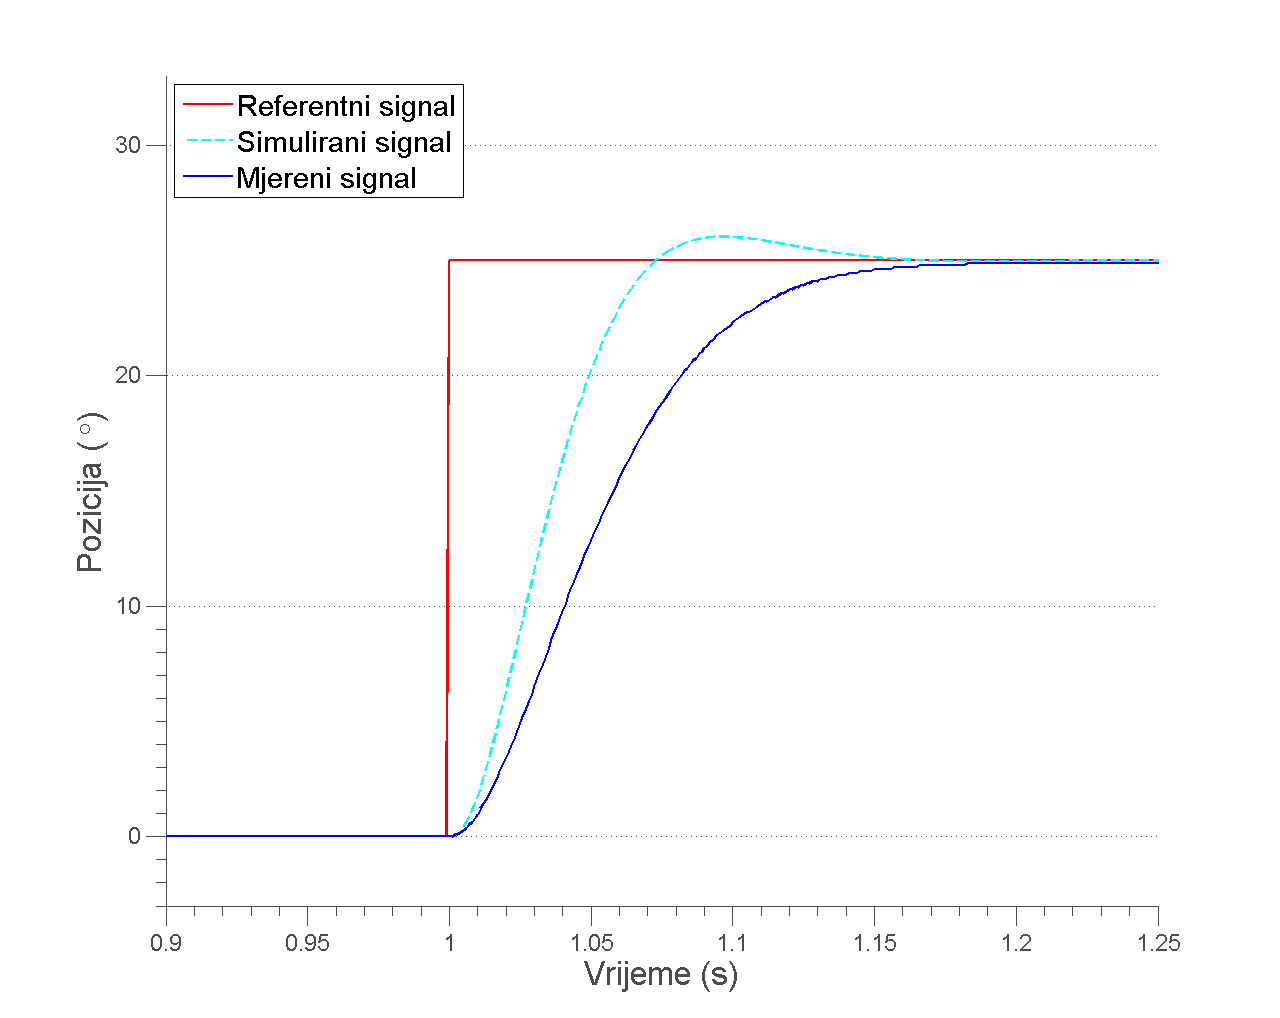 Referentni signal
Simulirani signal
Mjereni signal
30
20
10
0
Pozicija (°)
0.9 0.95 1 1.05 1.1 1.15 1.2 1.25
Vrijeme (s)